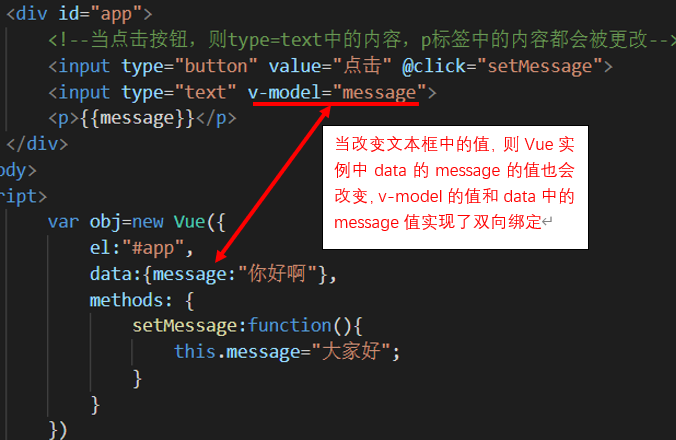 <div id="app">
<!--当点击按钮，则type=text中的内容，p标签中的内容都会被更改-->
<input type="button" value="点击" @click="setMessage">
<input type="text" v-model="message">
<p>{{message}}</p>
</div>
当改变文本框中的值，则 Vue 实
例中 data 的 message 的值也会
改变，v-model 的值和 data 中的
message 值实现了双向绑定↵
ody>
ript>
var obj=new Vue({
el:"#app",
data:{message:"你好啊"},
methods: {
setMessage:function(){
this.message="大家好";
}
}
})